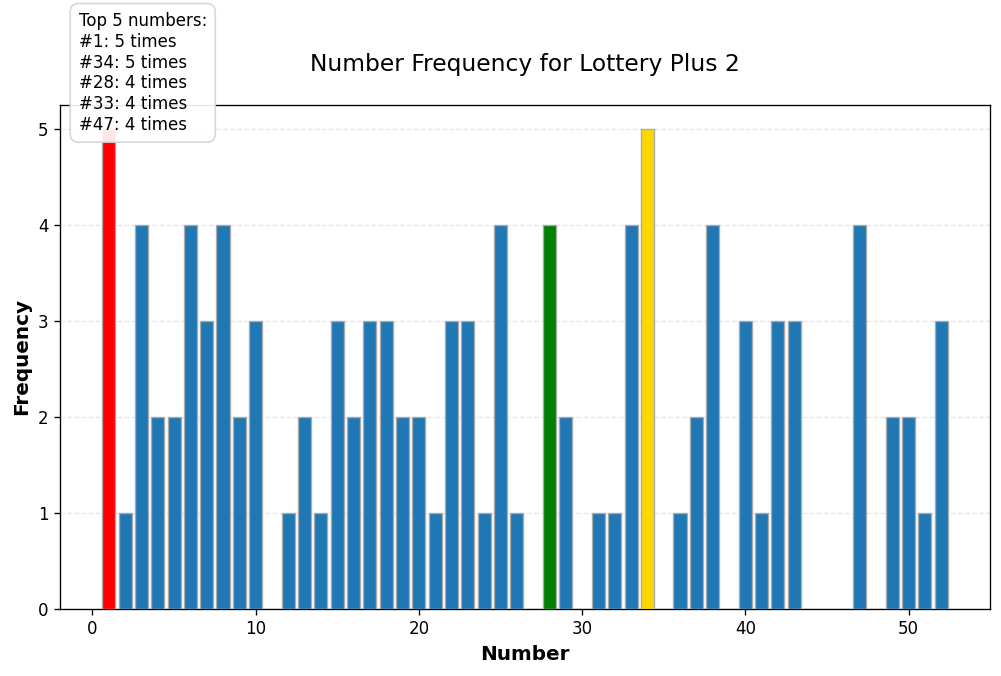 Top 5 numbers:
#1: 5 times
#34: 5 times
#28: 4 times
#33: 4 times
#47: 4 times
Number Frequency for Lottery Plus 2
Frequency
5
4
3
2
1
0
0 10 20 30 40 50
Number